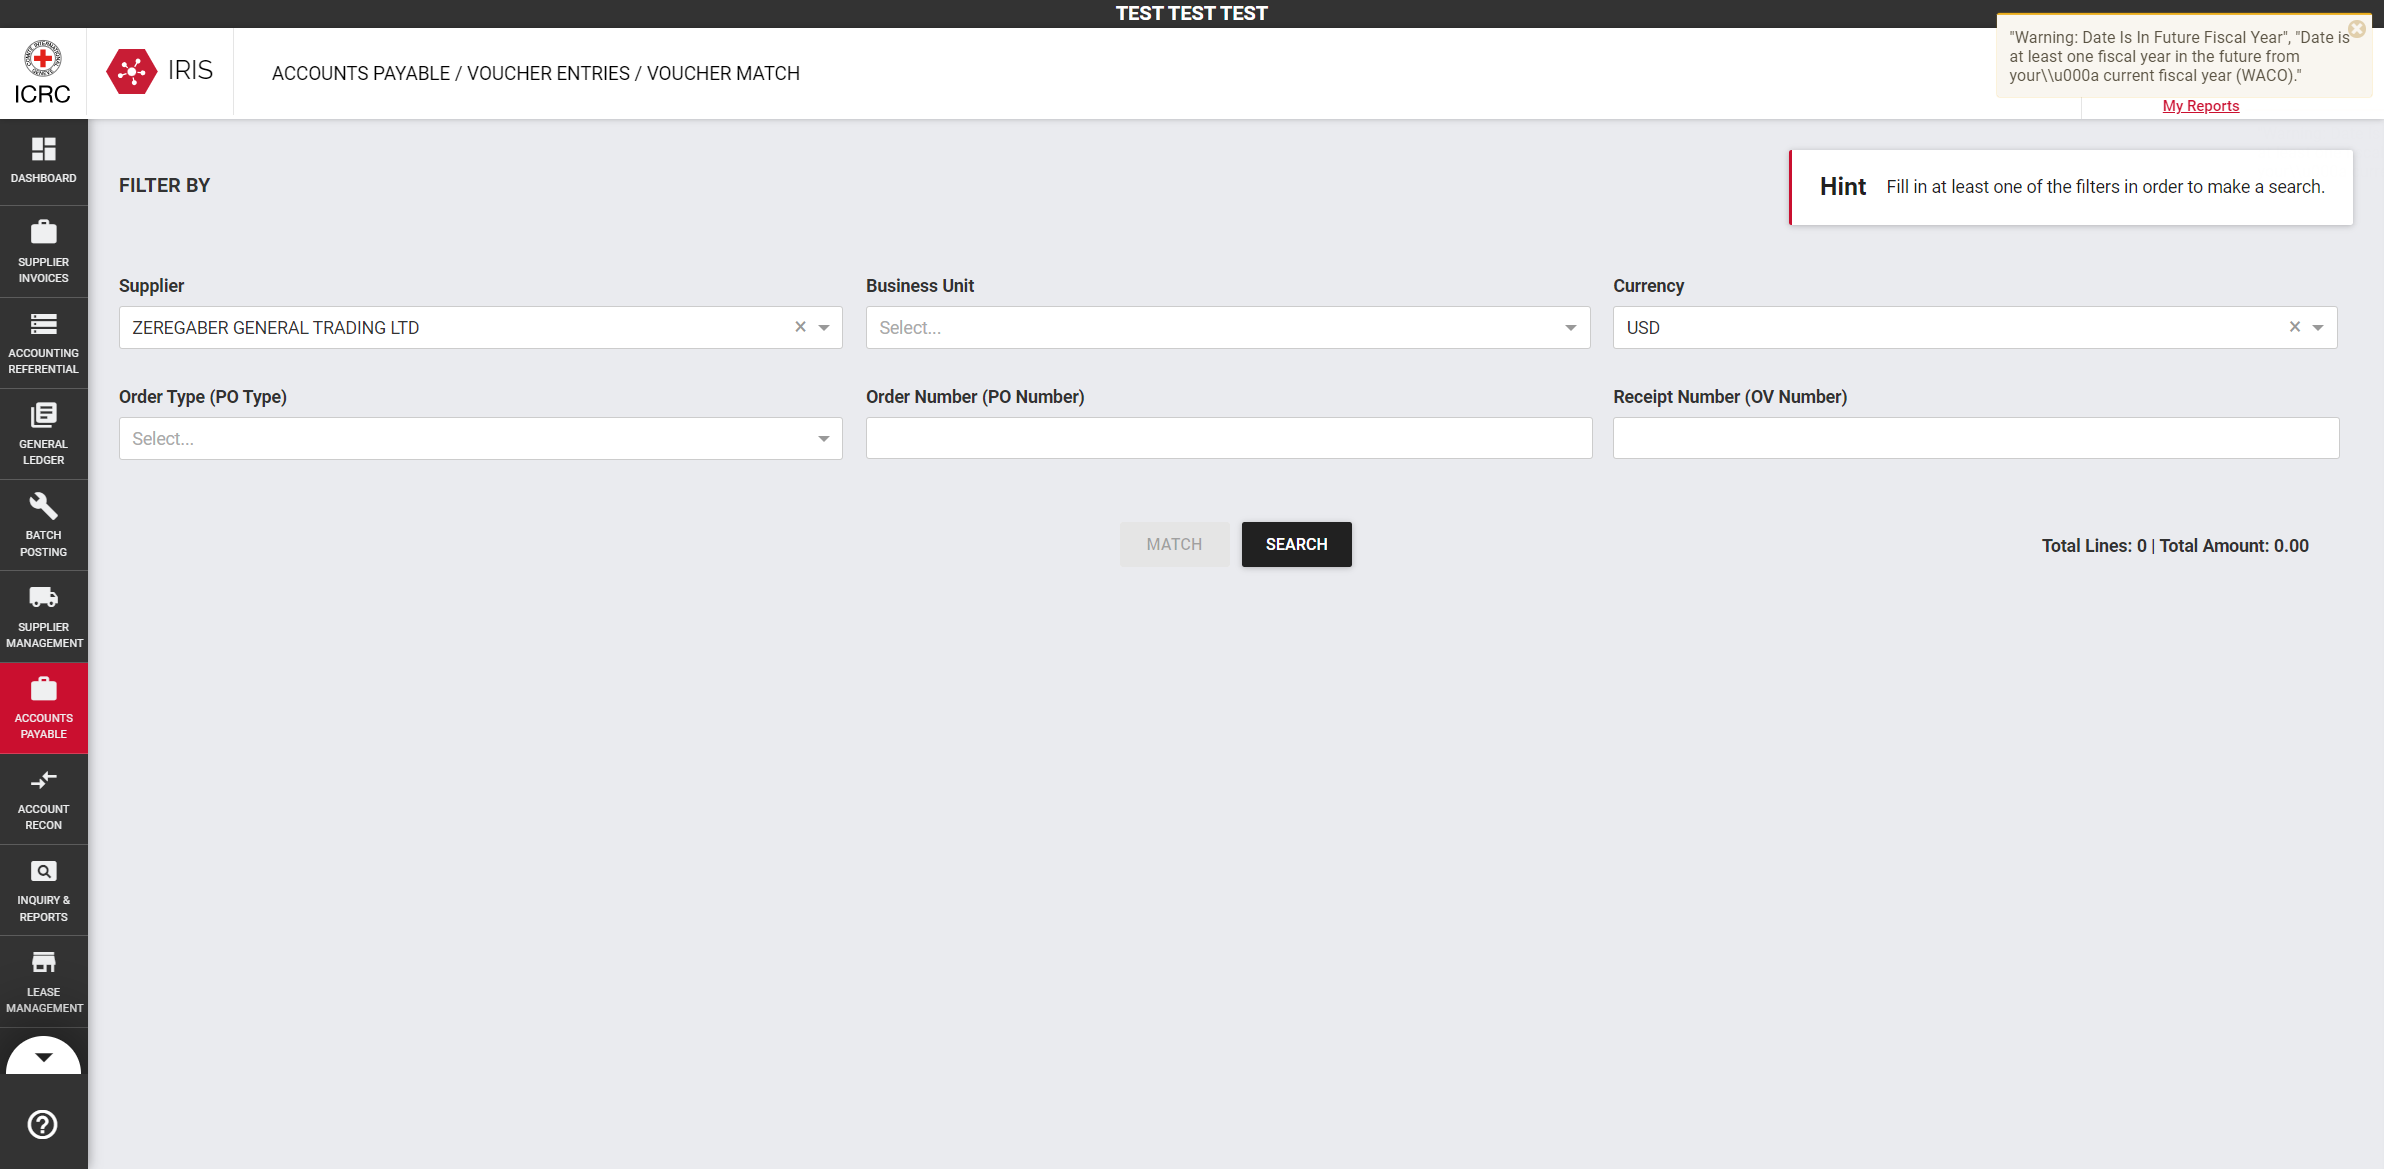 TEST TEST TEST
"Warning: Date Is In Future Fiscal Year", "Date is
at least one fiscal year in the future from
your\\u000a current fiscal year (WACO)."
ICRC
IRIS
ACCOUNTS PAYABLE / VOUCHER ENTRIES / VOUCHER MATCH
My Reports
DASHBOARD
SUPPLIER
INVOICES
ACCOUNTING
REFERENTIAL
GENERAL
LEDGER
BATCH
POSTING
SUPPLIER
MANAGEMENT
ACCOUNTS
PAYABLE
ACCOUNT
RECON
INQUIRY &
REPORTS
LEASE
MANAGEMENT
FILTER BY
Hint Fill in at least one of the filters in order to make a search.
Supplier
ZEREGABER GENERAL TRADING LTD
Business Unit
Select...
Currency
USD
Order Type (PO Type)
Select...
Order Number (PO Number)
Receipt Number (OV Number)
MATCH
SEARCH
Total Lines: 0 | Total Amount: 0.00